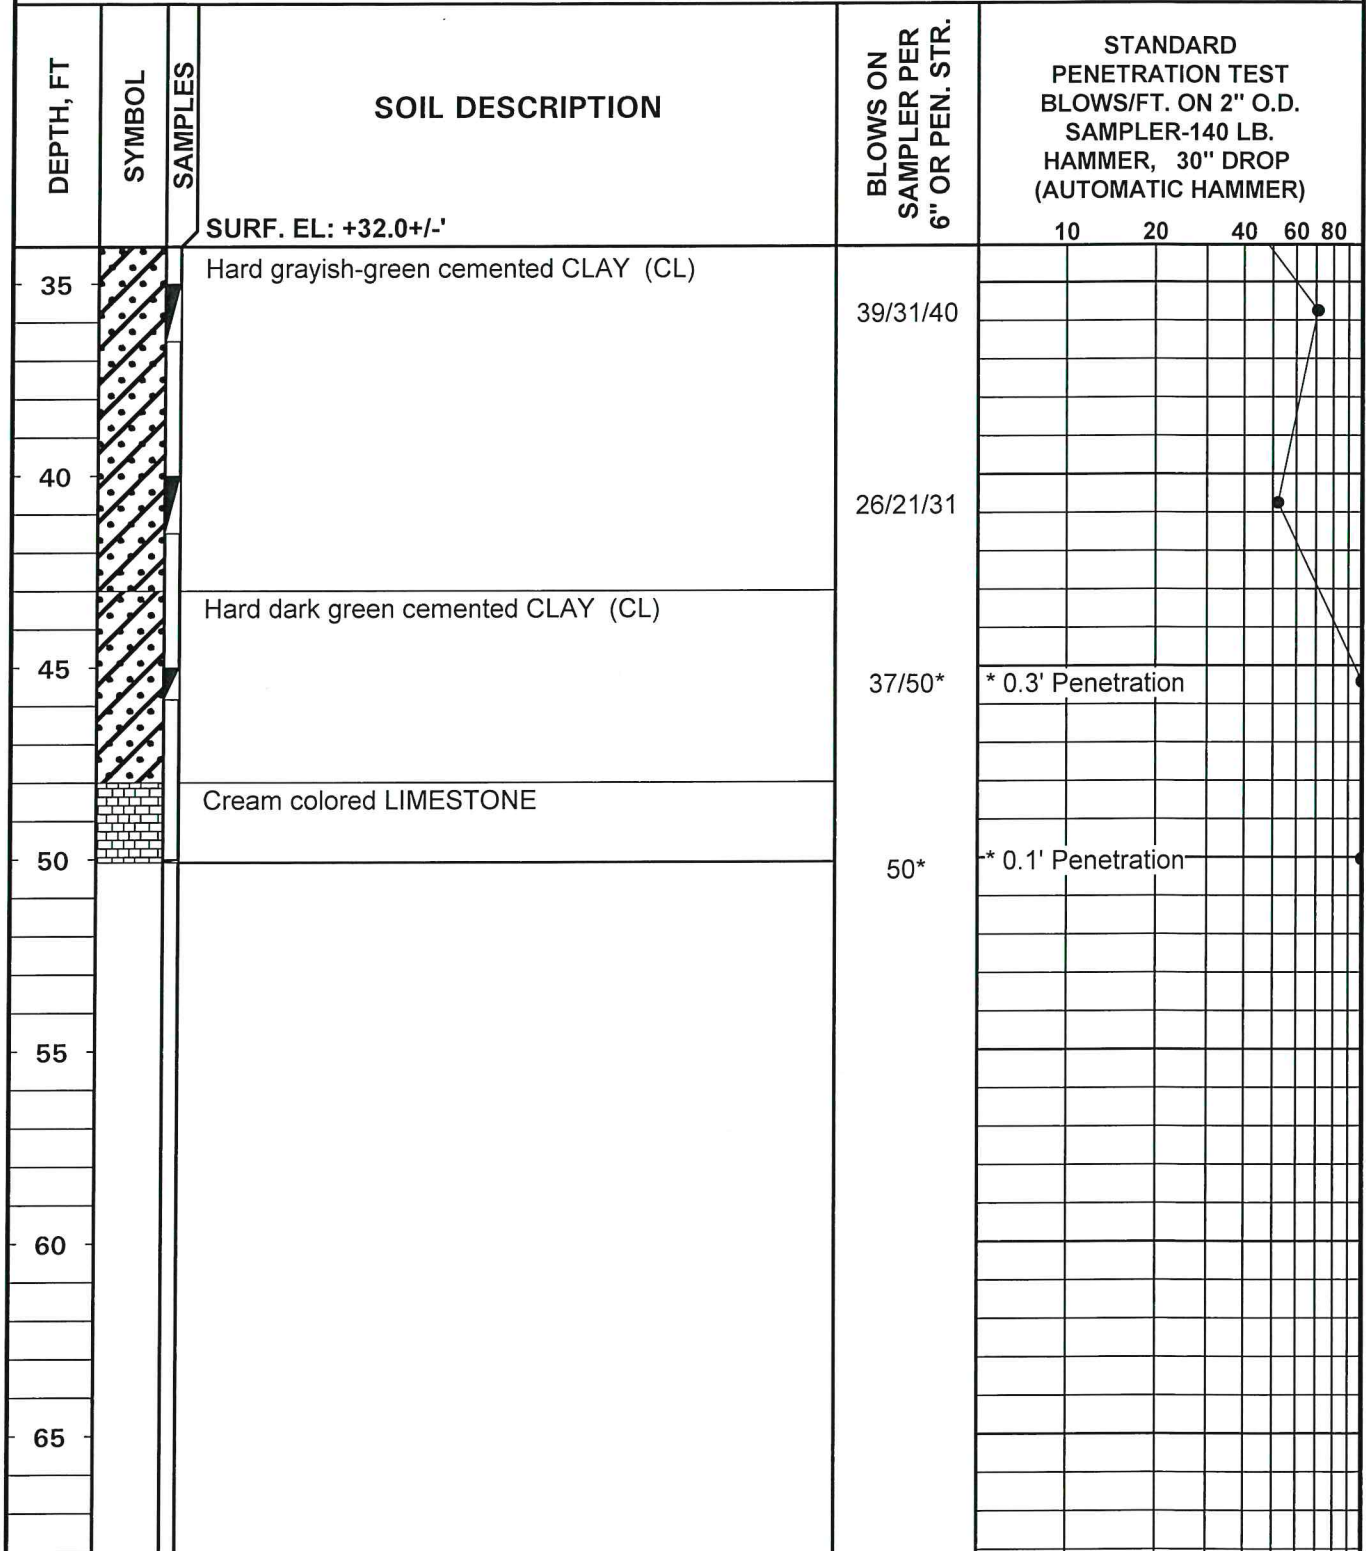 DEPTH, FT
SYMBOL
SAMPLES
SOIL DESCRIPTION
SURF. EL: +32.0+/-'
BLOWS ON
SAMPLER PER
6" OR PEN. STR.
STANDARD
PENETRATION TEST
BLOWS/FT. ON 2" O.D.
SAMPLER-140 LB.
HAMMER, 30" DROP
(AUTOMATIC HAMMER)
10 20 40 60 80
Hard grayish-green cemented CLAY (CL)
35
39/31/40
40
26/21/31
Hard dark green cemented CLAY (CL)
45
37/50*
* 0.3' Penetration
Cream colored LIMESTONE
50
50*
* 0.1' Penetration
55
60
65